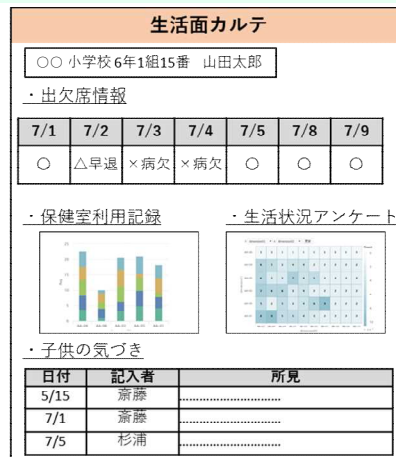 生活面カルテ
○○ 小学校 6年1組15番 山田太郎
・出欠席情報
7/1 7/2 7/3 7/4 7/5 7/8 7/9
○ △早退 ×病欠 ×病欠 ○ ○ ○
・保健室利用記録 ・生活状況アンケート
・子供の気づき
日付 記入者 所見
5/15 斎藤 ..............................
7/1 斎藤 ..............................
7/5 杉浦 ..............................